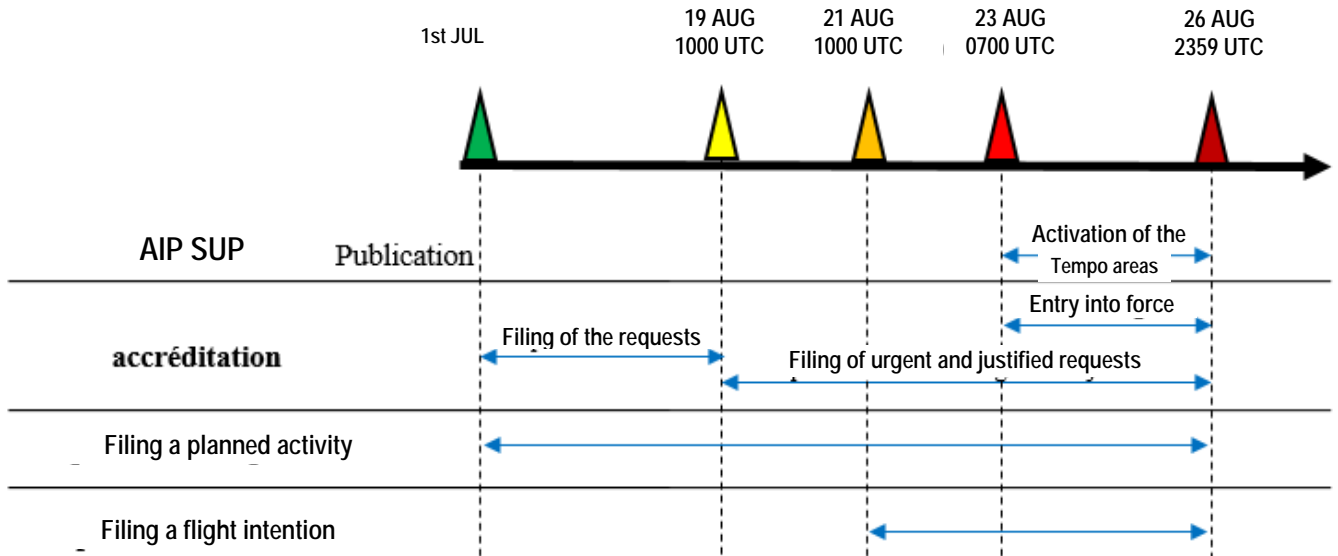 1st JUL
19 AUG
1000 UTC
21 AUG
1000 UTC
23 AUG
0700 UTC
26 AUG
2359 UTC
AIP SUP
Publication
Activation of the
Tempo areas
Entry into force
accréditation
Filing of the requests
Filing of urgent and justified requests
Filing a planned activity
Filing a flight intention